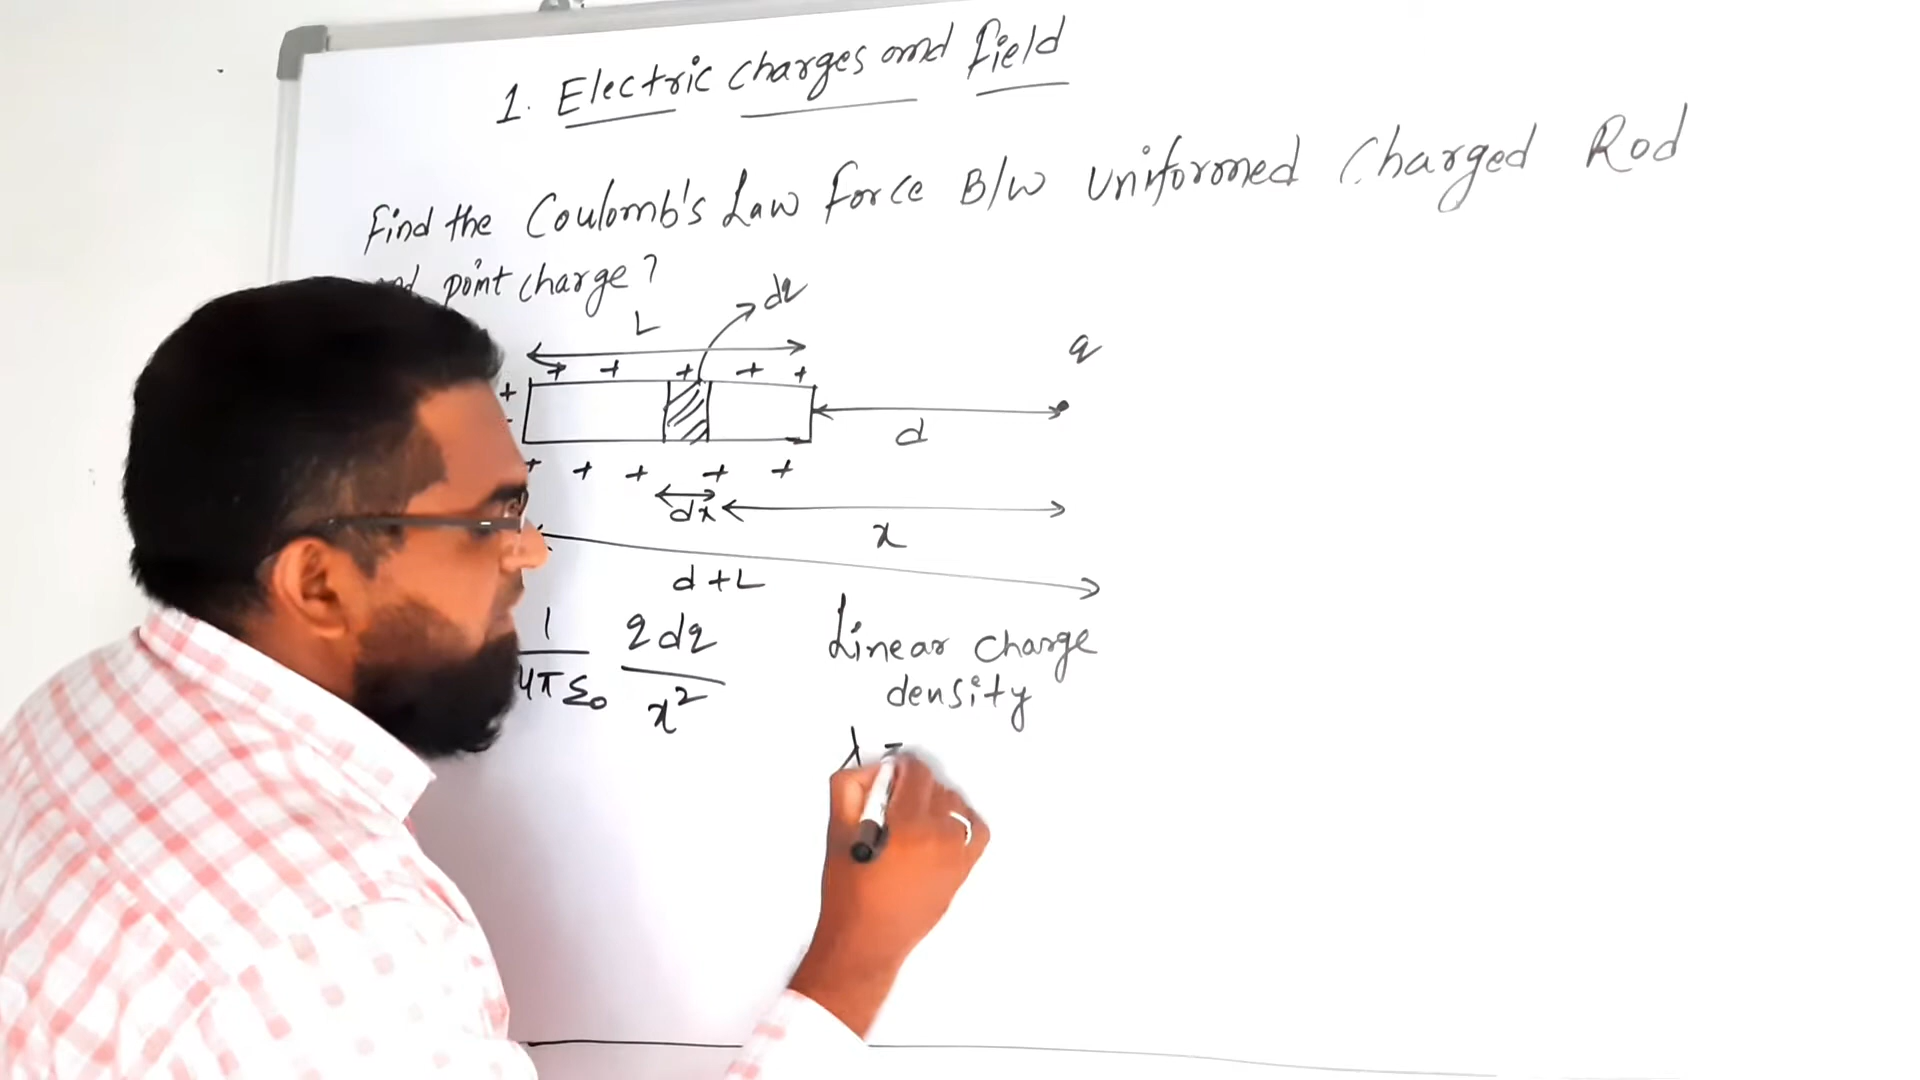 1. Electric charges and field
Find the Coulomb's Law force B/W Uniformed Charged Rod
point charge?
dq
L
+ + + + +
q
+
d
+ + + + +
dx
x
d+L
1/4πε₀ qdq/x²
Linear charge
density
λ =